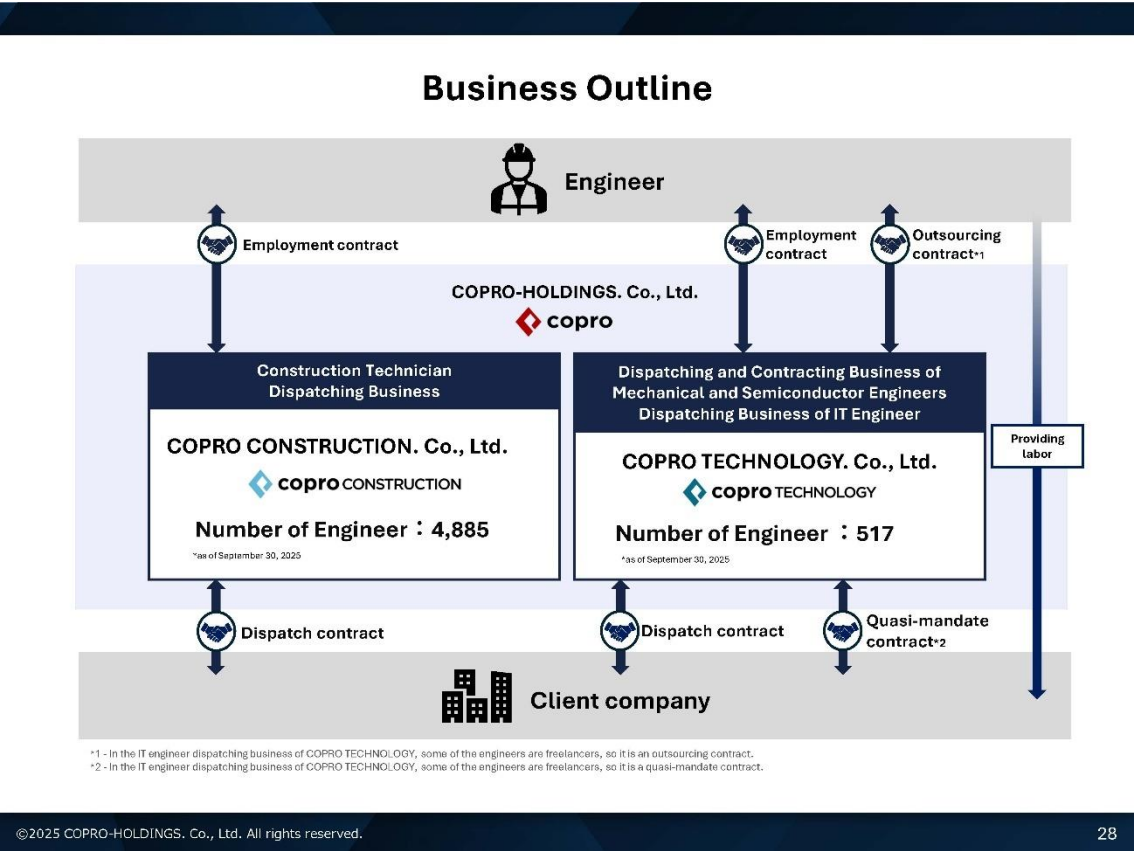 Business Outline
Engineer
Employment contract
Employment
contract
Outsourcing
contract*1
COPRO-HOLDINGS. Co., Ltd.
copro
Construction Technician
Dispatching Business
COPRO CONSTRUCTION. Co., Ltd.
copro CONSTRUCTION
Number of Engineer：4,885
*as of September 30, 2025
Dispatching and Contracting Business of
Mechanical and Semiconductor Engineers
Dispatching Business of IT Engineer
COPRO TECHNOLOGY. Co., Ltd.
copro TECHNOLOGY
Number of Engineer ：517
*as of September 30, 2025
Providing
labor
Dispatch contract
Dispatch contract
Quasi-mandate
contract*2
Client company
*1 - In the IT engineer dispatching business of COPRO TECHNOLOGY, some of the engineers are freelancers, so it is an outsourcing contract.
*2 - In the IT engineer dispatching business of COPRO TECHNOLOGY, some of the engineers are freelancers, so it is a quasi-mandate contract.
©2025 COPRO-HOLDINGS. Co., Ltd. All rights reserved.
28